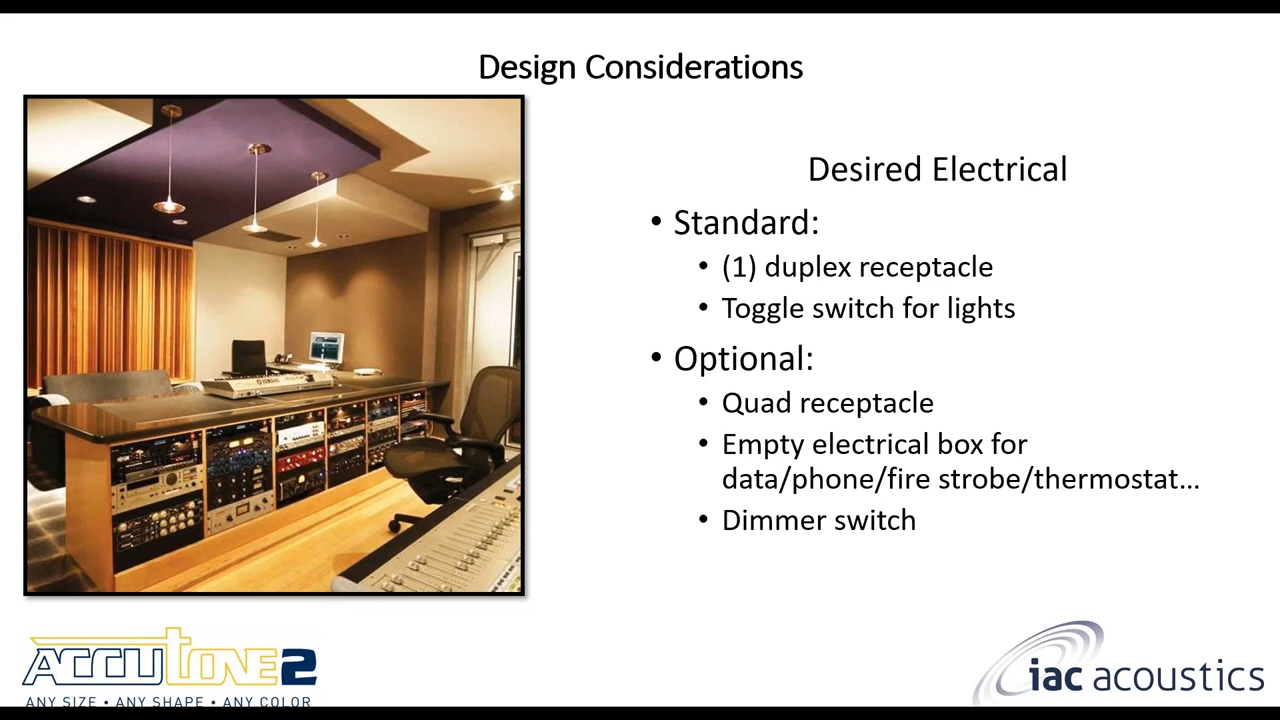 Design Considerations
Desired Electrical
• Standard:
• (1) duplex receptacle
• Toggle switch for lights
• Optional:
• Quad receptacle
• Empty electrical box for
data/phone/fire strobe/thermostat...
• Dimmer switch
YAMAHA
ACCUTONE2
ANY SIZE • ANY SHAPE • ANY COLOR
iac acoustics